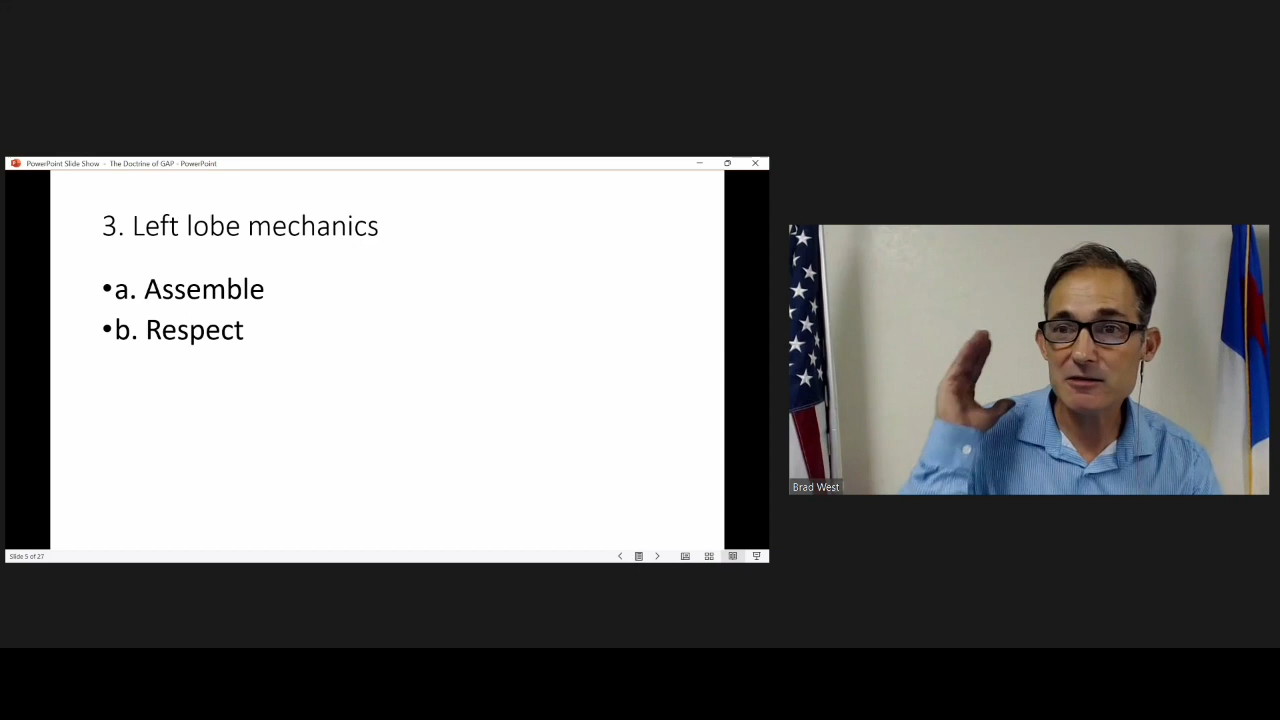 PowerPoint Slide Show - The Doctrine of GAP - PowerPoint
3. Left lobe mechanics
•a. Assemble
•b. Respect
Slide 5 of 27
Brad West